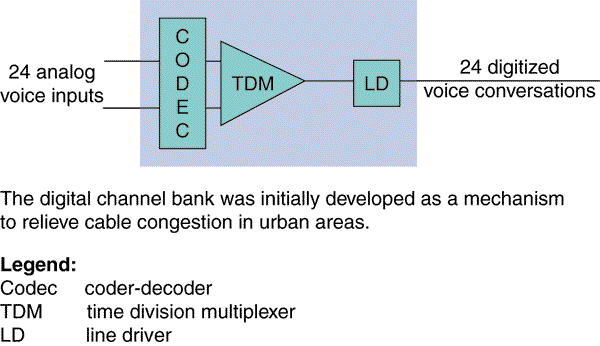 CODEC
24 analog
voice inputs
TDM
LD
24 digitized
voice conversations
The digital channel bank was initially developed as a mechanism
to relieve cable congestion in urban areas.
Legend:
Codec coder-decoder
TDM time division multiplexer
LD line driver